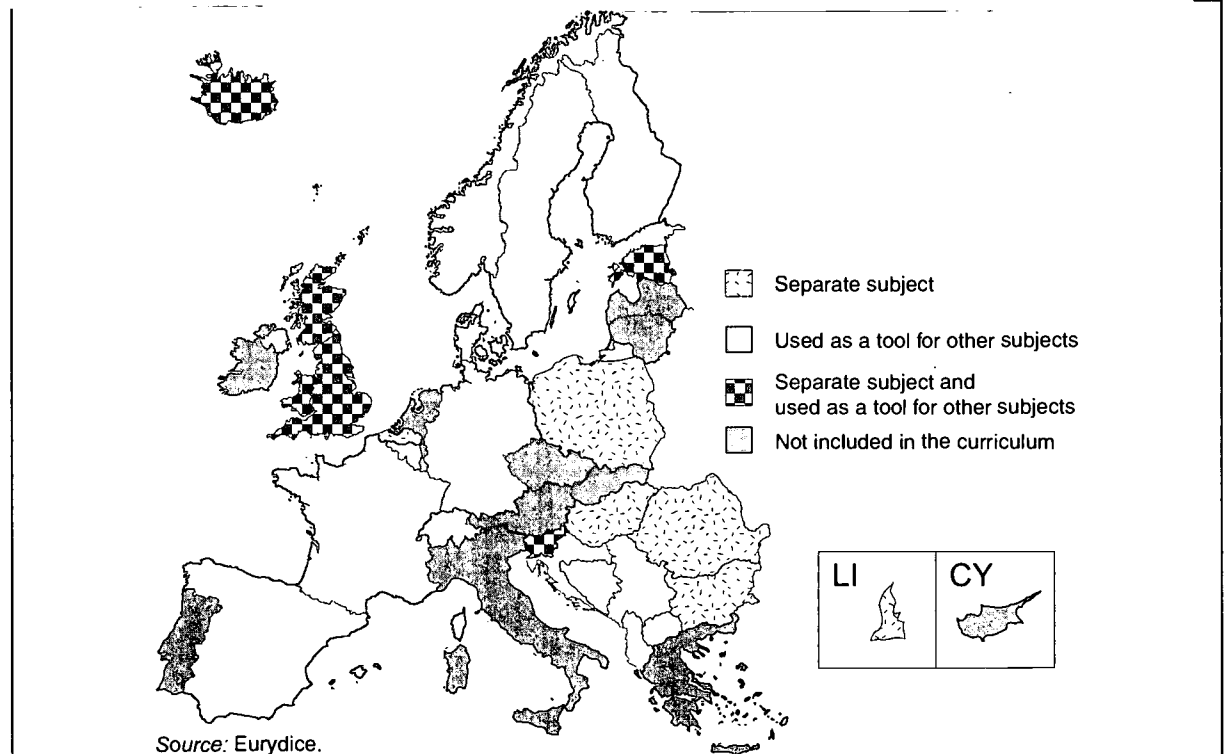 Separate subject
Used as a tool for other subjects
Separate subject and
used as a tool for other subjects
Not included in the curriculum
LI
CY
Source: Eurydice.